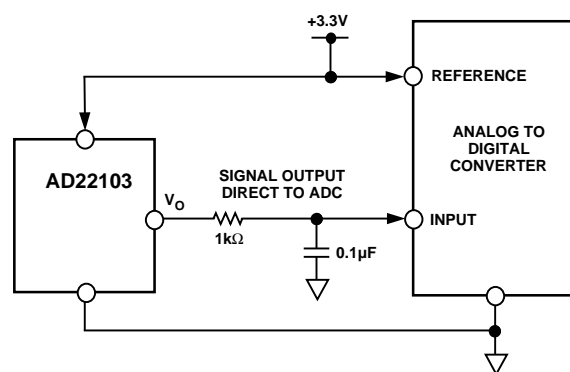 +3.3V
REFERENCE
ANALOG TO
DIGITAL
CONVERTER
AD22103
SIGNAL OUTPUT
DIRECT TO ADC
VO
INPUT
1kΩ
0.1µF